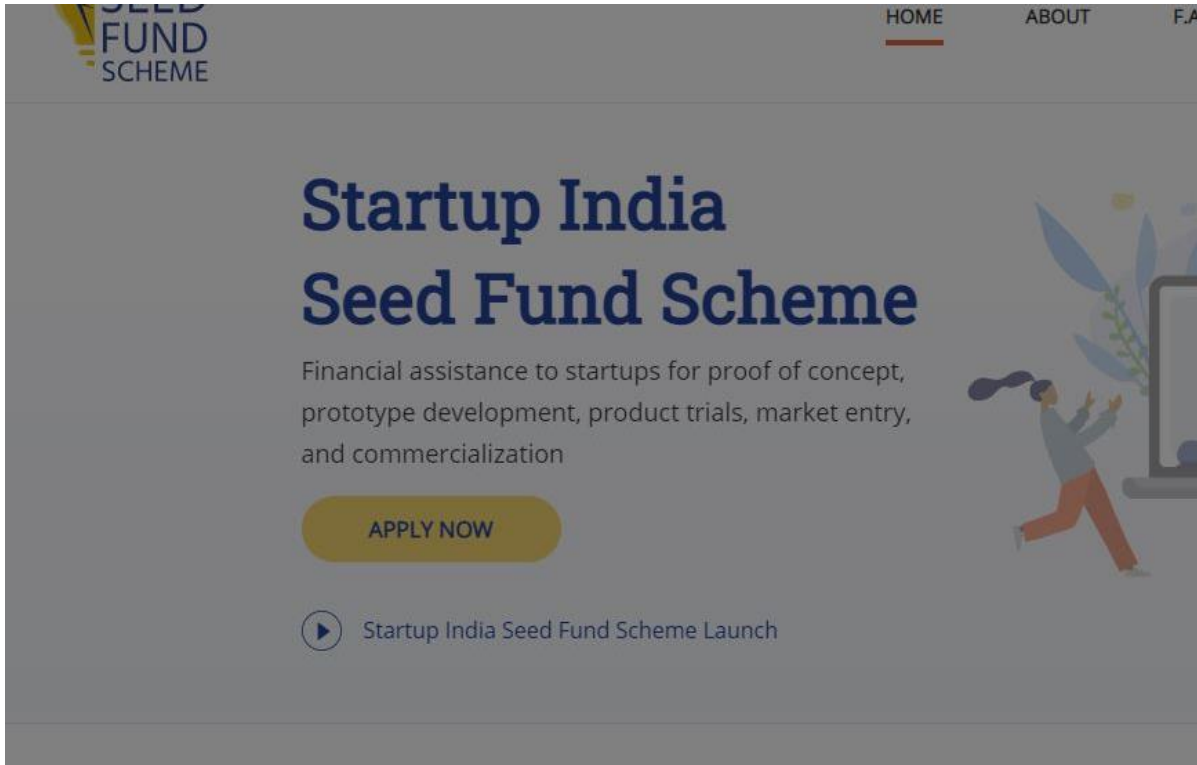 SEED
FUND
SCHEME
HOME ABOUT F.A
Startup India
Seed Fund Scheme
Financial assistance to startups for proof of concept,
prototype development, product trials, market entry,
and commercialization
APPLY NOW
Startup India Seed Fund Scheme Launch